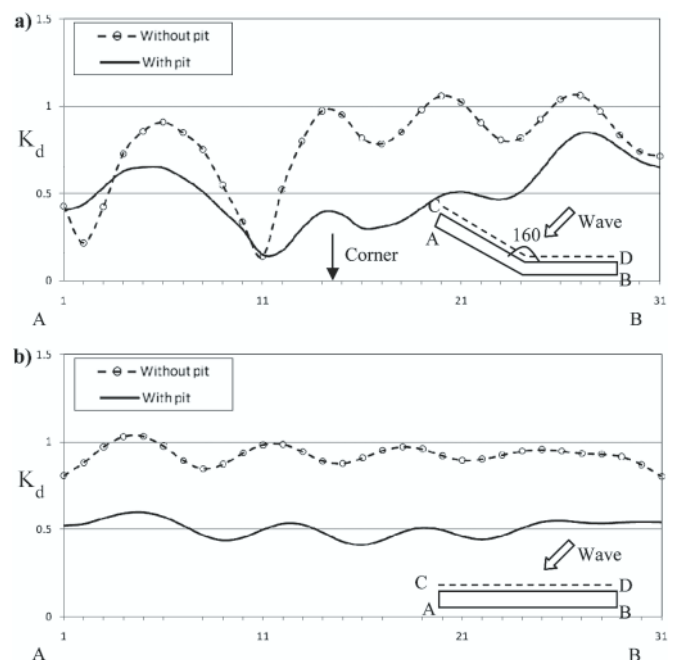 a)
1.5
Without pit
With pit
1
K_d
0.5
C
A
160
Wave
D
B
Corner
0
1
11
21
31
A
B
b)
1.5
Without pit
With pit
1
K_d
0.5
Wave
C
D
A
B
0
1
11
21
31
A
B